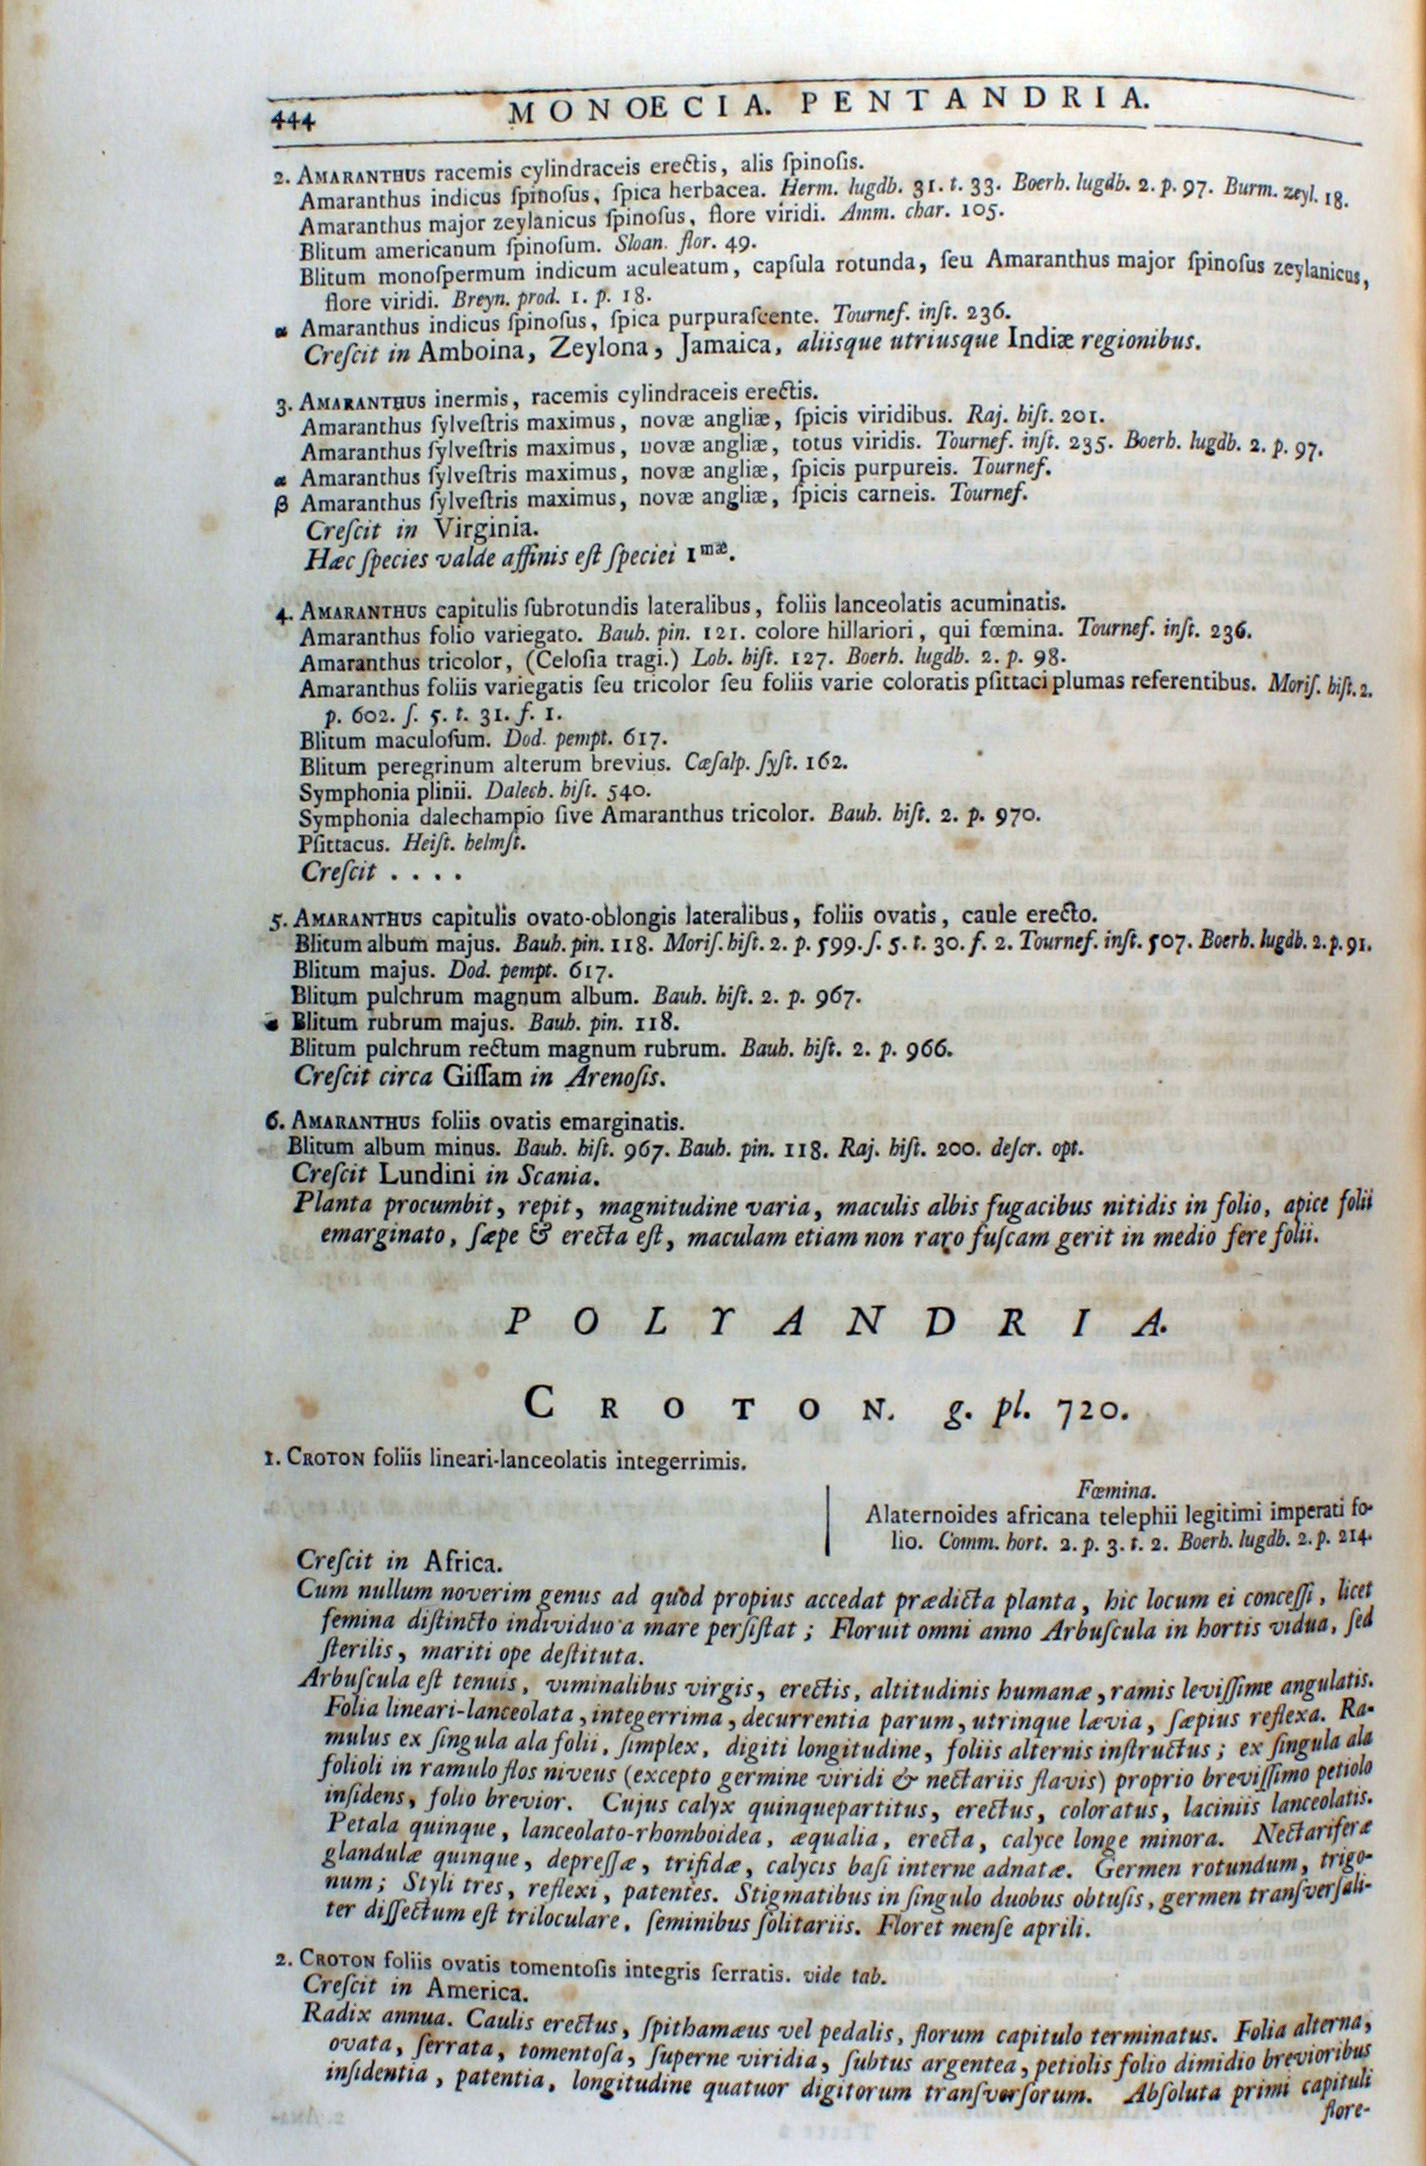 444
MONOECIA. PENTANDRIA.
2. AMARANTHUS racemis cylindraceis erectis, alis ſpinoſis.
Amaranthus indicus ſpinoſus, ſpica herbacea. Herm. lugdb. 31. t. 33. Boerh. lugdb. 2. p. 97. Burm. zeyl. 18.
Amaranthus major zeylanicus ſpinoſus, flore viridi. Amm. char. 105.
Blitum americanum ſpinoſum. Sloan. flor. 49.
Blitum monoſpermum indicum aculeatum, capſula rotunda, ſeu Amaranthus major ſpinoſus zeylanicus,
flore viridi. Breyn. prod. 1. p. 18.
α Amaranthus indicus ſpinoſus, ſpica purpuraſcente. Tournef. inſt. 236.
Creſcit in Amboina, Zeylona, Jamaica, aliisque utriusque Indiæ regionibus.
3. AMARANTHUS inermis, racemis cylindraceis erectis.
Amaranthus ſylveſtris maximus, novæ angliæ, ſpicis viridibus. Raj. hiſt. 201.
Amaranthus ſylveſtris maximus, novæ angliæ, totus viridis. Tournef. inſt. 235. Boerh. lugdb. 2. p. 97.
α Amaranthus ſylveſtris maximus, novæ angliæ, ſpicis purpureis. Tournef.
β Amaranthus ſylveſtris maximus, novæ angliæ, ſpicis carneis. Tournef.
Creſcit in Virginia.
Hæc ſpecies valde affinis eſt ſpeciei 1mæ.
4. AMARANTHUS capitulis ſubrotundis lateralibus, foliis lanceolatis acuminatis.
Amaranthus folio variegato. Bauh. pin. 121. colore hillariori, qui fœmina. Tournef. inſt. 236.
Amaranthus tricolor, (Celoſia tragi.) Lob. hiſt. 127. Boerh. lugdb. 2. p. 98.
Amaranthus foliis variegatis ſeu tricolor ſeu foliis varie coloratis pſittaci plumas referentibus. Moriſ. hiſt. 2.
p. 602. ſ. 5. t. 31. f. 1.
Blitum maculoſum. Dod. pempt. 617.
Blitum peregrinum alterum brevius. Cæſalp. ſyſt. 162.
Symphonia plinii. Dalech. hiſt. 540.
Symphonia dalechampio ſive Amaranthus tricolor. Bauh. hiſt. 2. p. 970.
Pſittacus. Heiſt. helmſt.
Creſcit . . . .
5. AMARANTHUS capitulis ovato-oblongis lateralibus, foliis ovatis, caule erecto.
Blitum album majus. Bauh. pin. 118. Moriſ. hiſt. 2. p. 599. ſ. 5. t. 30. f. 2. Tournef. inſt. 507. Boerh. lugdb. 2. p. 91.
Blitum majus. Dod. pempt. 617.
Blitum pulchrum magnum album. Bauh. hiſt. 2. p. 967.
α Blitum rubrum majus. Bauh. pin. 118.
Blitum pulchrum rectum magnum rubrum. Bauh. hiſt. 2. p. 966.
Creſcit circa Giſſam in Arenoſis.
6. AMARANTHUS foliis ovatis emarginatis.
Blitum album minus. Bauh. hiſt. 967. Bauh. pin. 118. Raj. hiſt. 200. deſcr. opt.
Creſcit Lundini in Scania.
Planta procumbit, repit, magnitudine varia, maculis albis fugacibus nitidis in folio, apice folii
emarginato, ſæpe & erecta eſt, maculam etiam non raro fuſcam gerit in medio fere folii.
POLYANDRIA.
CROTON. g. pl. 720.
1. CROTON foliis lineari-lanceolatis integerrimis.
Fœmina.
Alaternoides africana telephii legitimi imperati fo-
lio. Comm. hort. 2. p. 3. t. 2. Boerh. lugdb. 2. p. 214.
Creſcit in Africa.
Cum nullum noverim genus ad quod propius accedat prædicta planta, hic locum ei conceſſi, licet
femina diſtincto individuo a mare perſiſtat; Floruit omni anno Arbuſcula in hortis vidua, ſed
ſterilis, mariti ope deſtituta.
Arbuſcula eſt tenuis, viminalibus virgis, erectis, altitudinis humanæ, ramis leviſſime angulatis.
Folia lineari-lanceolata, integerrima, decurrentia parum, utrinque lævia, ſæpius reflexa. Ra-
mulus ex ſingula ala folii, ſimplex, digiti longitudine, foliis alternis inſtructus; ex ſingula ala
folioli in ramulo flos niveus (excepto germine viridi & nectariis flavis) proprio breviſſimo petiolo
inſidens, folio brevior. Cujus calyx quinquepartitus, erectus, coloratus, laciniis lanceolatis.
Petala quinque, lanceolato-rhomboidea, æqualia, erecta, calyce longe minora. Nectariferæ
glandulæ quinque, depreſſæ, trifidæ, calycis baſi interne adnatæ. Germen rotundum, trigo-
num; Styli tres, reflexi, patentes. Stigmatibus in ſingulo duobus obtuſis, germen tranſverſali-
ter diſſectum eſt triloculare, ſeminibus ſolitariis. Floret menſe aprili.
2. CROTON foliis ovatis tomentoſis integris ſerratis. vide tab.
Creſcit in America.
Radix annua. Caulis erectus, ſpithamæus vel pedalis, florum capitulo terminatus. Folia alterna,
ovata, ſerrata, tomentoſa, ſuperne viridia, ſubtus argentea, petiolis folio dimidio brevioribus
inſidentia, patentia, longitudine quatuor digitorum tranſverſorum. Abſoluta primi capituli
flore-